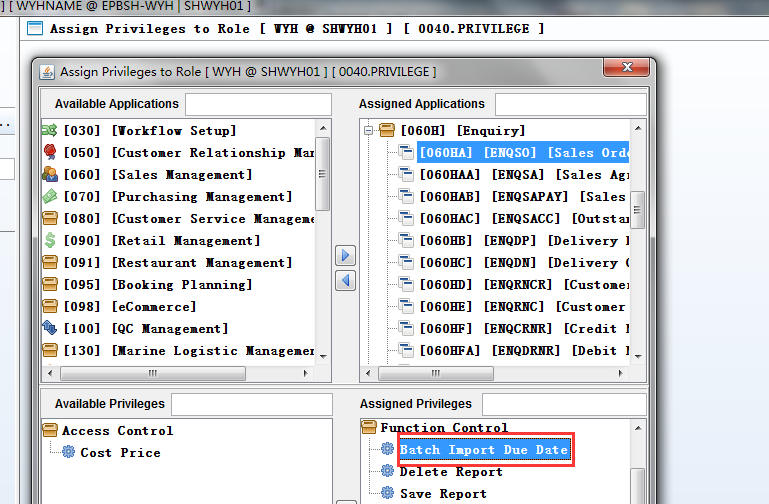 ] [ WYHNAME @ EPBSH-WYH | SHWYH01 ]
Assign Privileges to Role [ WYH @ SHWYH01 ] [ 0040.PRIVILEGE ]
Assign Privileges to Role [ WYH @ SHWYH01 ] [ 0040.PRIVILEGE ]
Available Applications
[030] [Workflow Setup]
[050] [Customer Relationship Mar
[060] [Sales Management]
[070] [Purchasing Management]
[080] [Customer Service Manageme
[090] [Retail Management]
[091] [Restaurant Management]
[095] [Booking Planning]
[098] [eCommerce]
[100] [QC Management]
[130] [Marine Logistic Managemer
Assigned Applications
[060H] [Enquiry]
[060HA] [ENQSO] [Sales Orde
[060HAA] [ENQSA] [Sales Agr
[060HAB] [ENQSAPAY] [Sales
[060HAC] [ENQSACC] [Outstar
[060HB] [ENQDP] [Delivery P
[060HC] [ENQDN] [Delivery O
[060HD] [ENQRNCR] [Customer
[060HE] [ENQRNC] [Customer
[060HF] [ENQCRNR] [Credit N
[060HFA] [ENQDRNR] [Debit N
Available Privileges
Access Control
Cost Price
Assigned Privileges
Function Control
Batch Import Due Date
Delete Report
Save Report